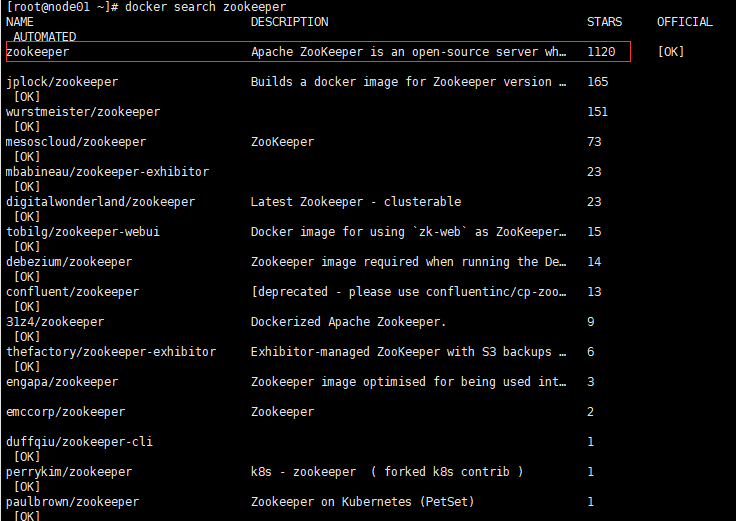 [root@node01 ~]# docker search zookeeper
NAME DESCRIPTION STARS OFFICIAL
AUTOMATED
zookeeper Apache ZooKeeper is an open-source server wh… 1120 [OK]
jplock/zookeeper Builds a docker image for Zookeeper version … 165
[OK]
wurstmeister/zookeeper 151
[OK]
mesoscloud/zookeeper ZooKeeper 73
[OK]
mbabineau/zookeeper-exhibitor 23
[OK]
digitalwonderland/zookeeper Latest Zookeeper - clusterable 23
[OK]
tobilg/zookeeper-webui Docker image for using `zk-web` as ZooKeeper… 15
[OK]
debezium/zookeeper Zookeeper image required when running the De… 14
[OK]
confluent/zookeeper [deprecated - please use confluentinc/cp-zoo… 13
[OK]
31z4/zookeeper Dockerized Apache Zookeeper. 9
[OK]
thefactory/zookeeper-exhibitor Exhibitor-managed ZooKeeper with S3 backups … 6
[OK]
engapa/zookeeper Zookeeper image optimised for being used int… 3
emccorp/zookeeper Zookeeper 2
duffqiu/zookeeper-cli 1
[OK]
perrykim/zookeeper k8s - zookeeper ( forked k8s contrib ) 1
[OK]
paulbrown/zookeeper Zookeeper on Kubernetes (PetSet) 1
[OK]